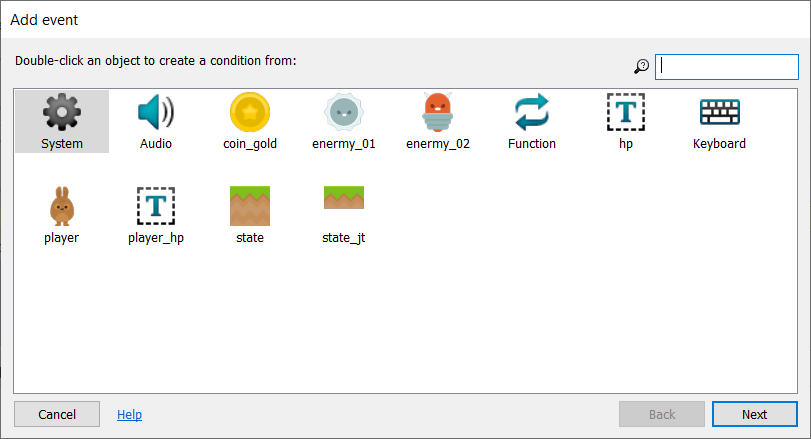 Add event
Double-click an object to create a condition from:
System Audio coin_gold enermy_01 enermy_02 Function hp Keyboard
player player_hp state state_jt
Cancel Help Back Next